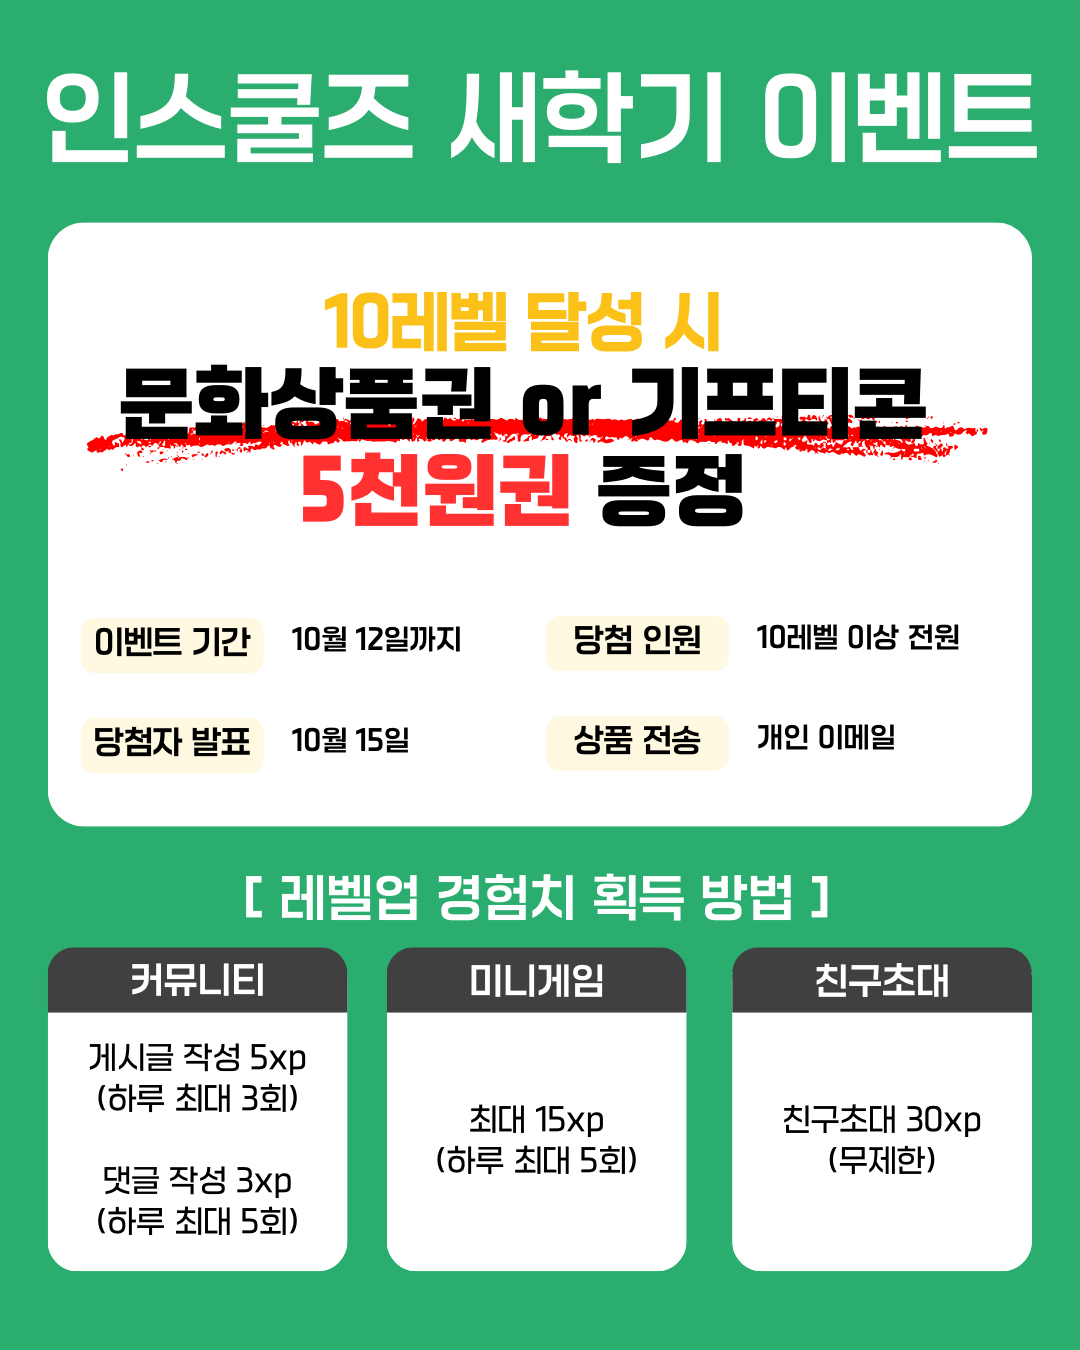 인스쿨즈 새학기 이벤트
10레벨 달성 시
문화상품권 or 기프티콘
5천원권 증정
이벤트 기간 10월 12일까지
당첨 인원 10레벨 이상 전원
당첨자 발표 10월 15일
상품 전송 개인 이메일
[ 레벨업 경험치 획득 방법 ]
커뮤니티
게시글 작성 5xp
(하루 최대 3회)
댓글 작성 3xp
(하루 최대 5회)
미니게임
최대 15xp
(하루 최대 5회)
친구초대
친구초대 30xp
(무제한)